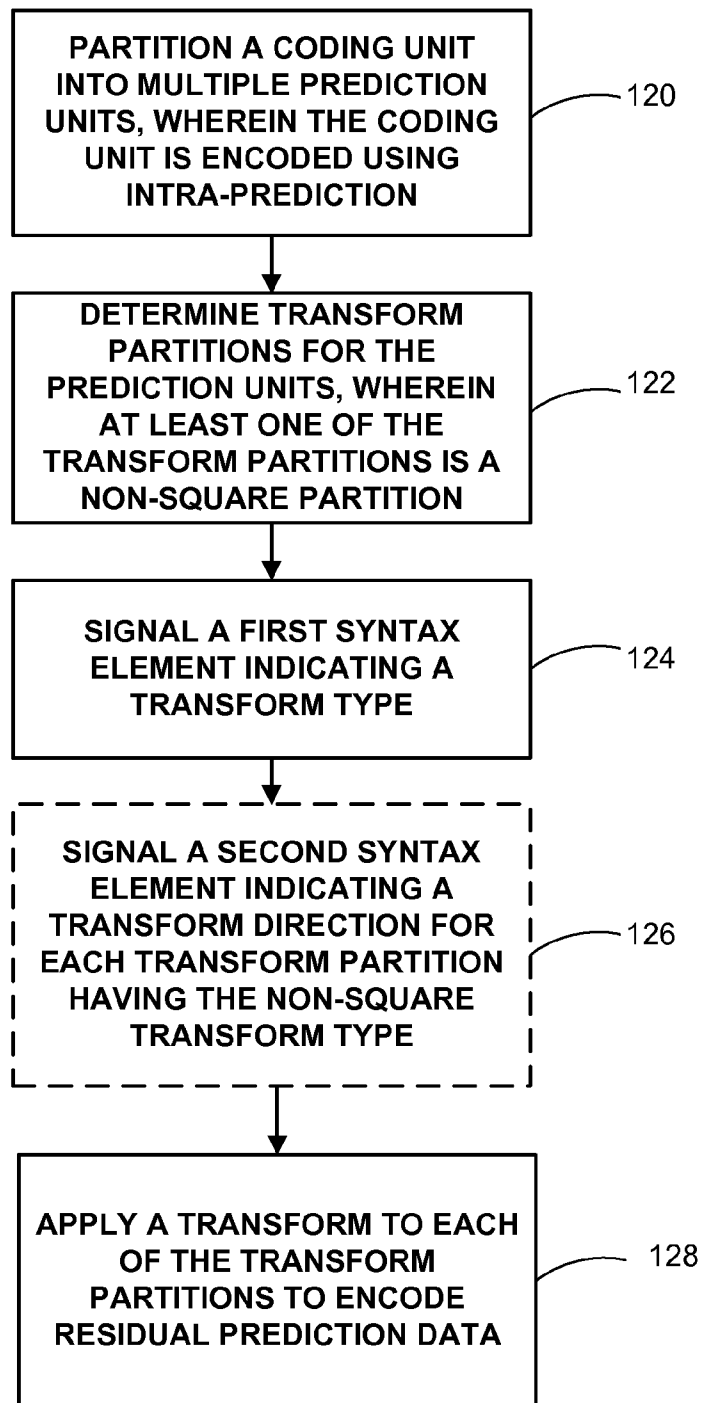 PARTITION A CODING UNIT
INTO MULTIPLE PREDICTION
UNITS, WHEREIN THE CODING
UNIT IS ENCODED USING
INTRA-PREDICTION
120
DETERMINE TRANSFORM
PARTITIONS FOR THE
PREDICTION UNITS, WHEREIN
AT LEAST ONE OF THE
TRANSFORM PARTITIONS IS A
NON-SQUARE PARTITION
122
SIGNAL A FIRST SYNTAX
ELEMENT INDICATING A
TRANSFORM TYPE
124
SIGNAL A SECOND SYNTAX
ELEMENT INDICATING A
TRANSFORM DIRECTION FOR
EACH TRANSFORM PARTITION
HAVING THE NON-SQUARE
TRANSFORM TYPE
126
APPLY A TRANSFORM TO EACH
OF THE TRANSFORM
PARTITIONS TO ENCODE
RESIDUAL PREDICTION DATA
128